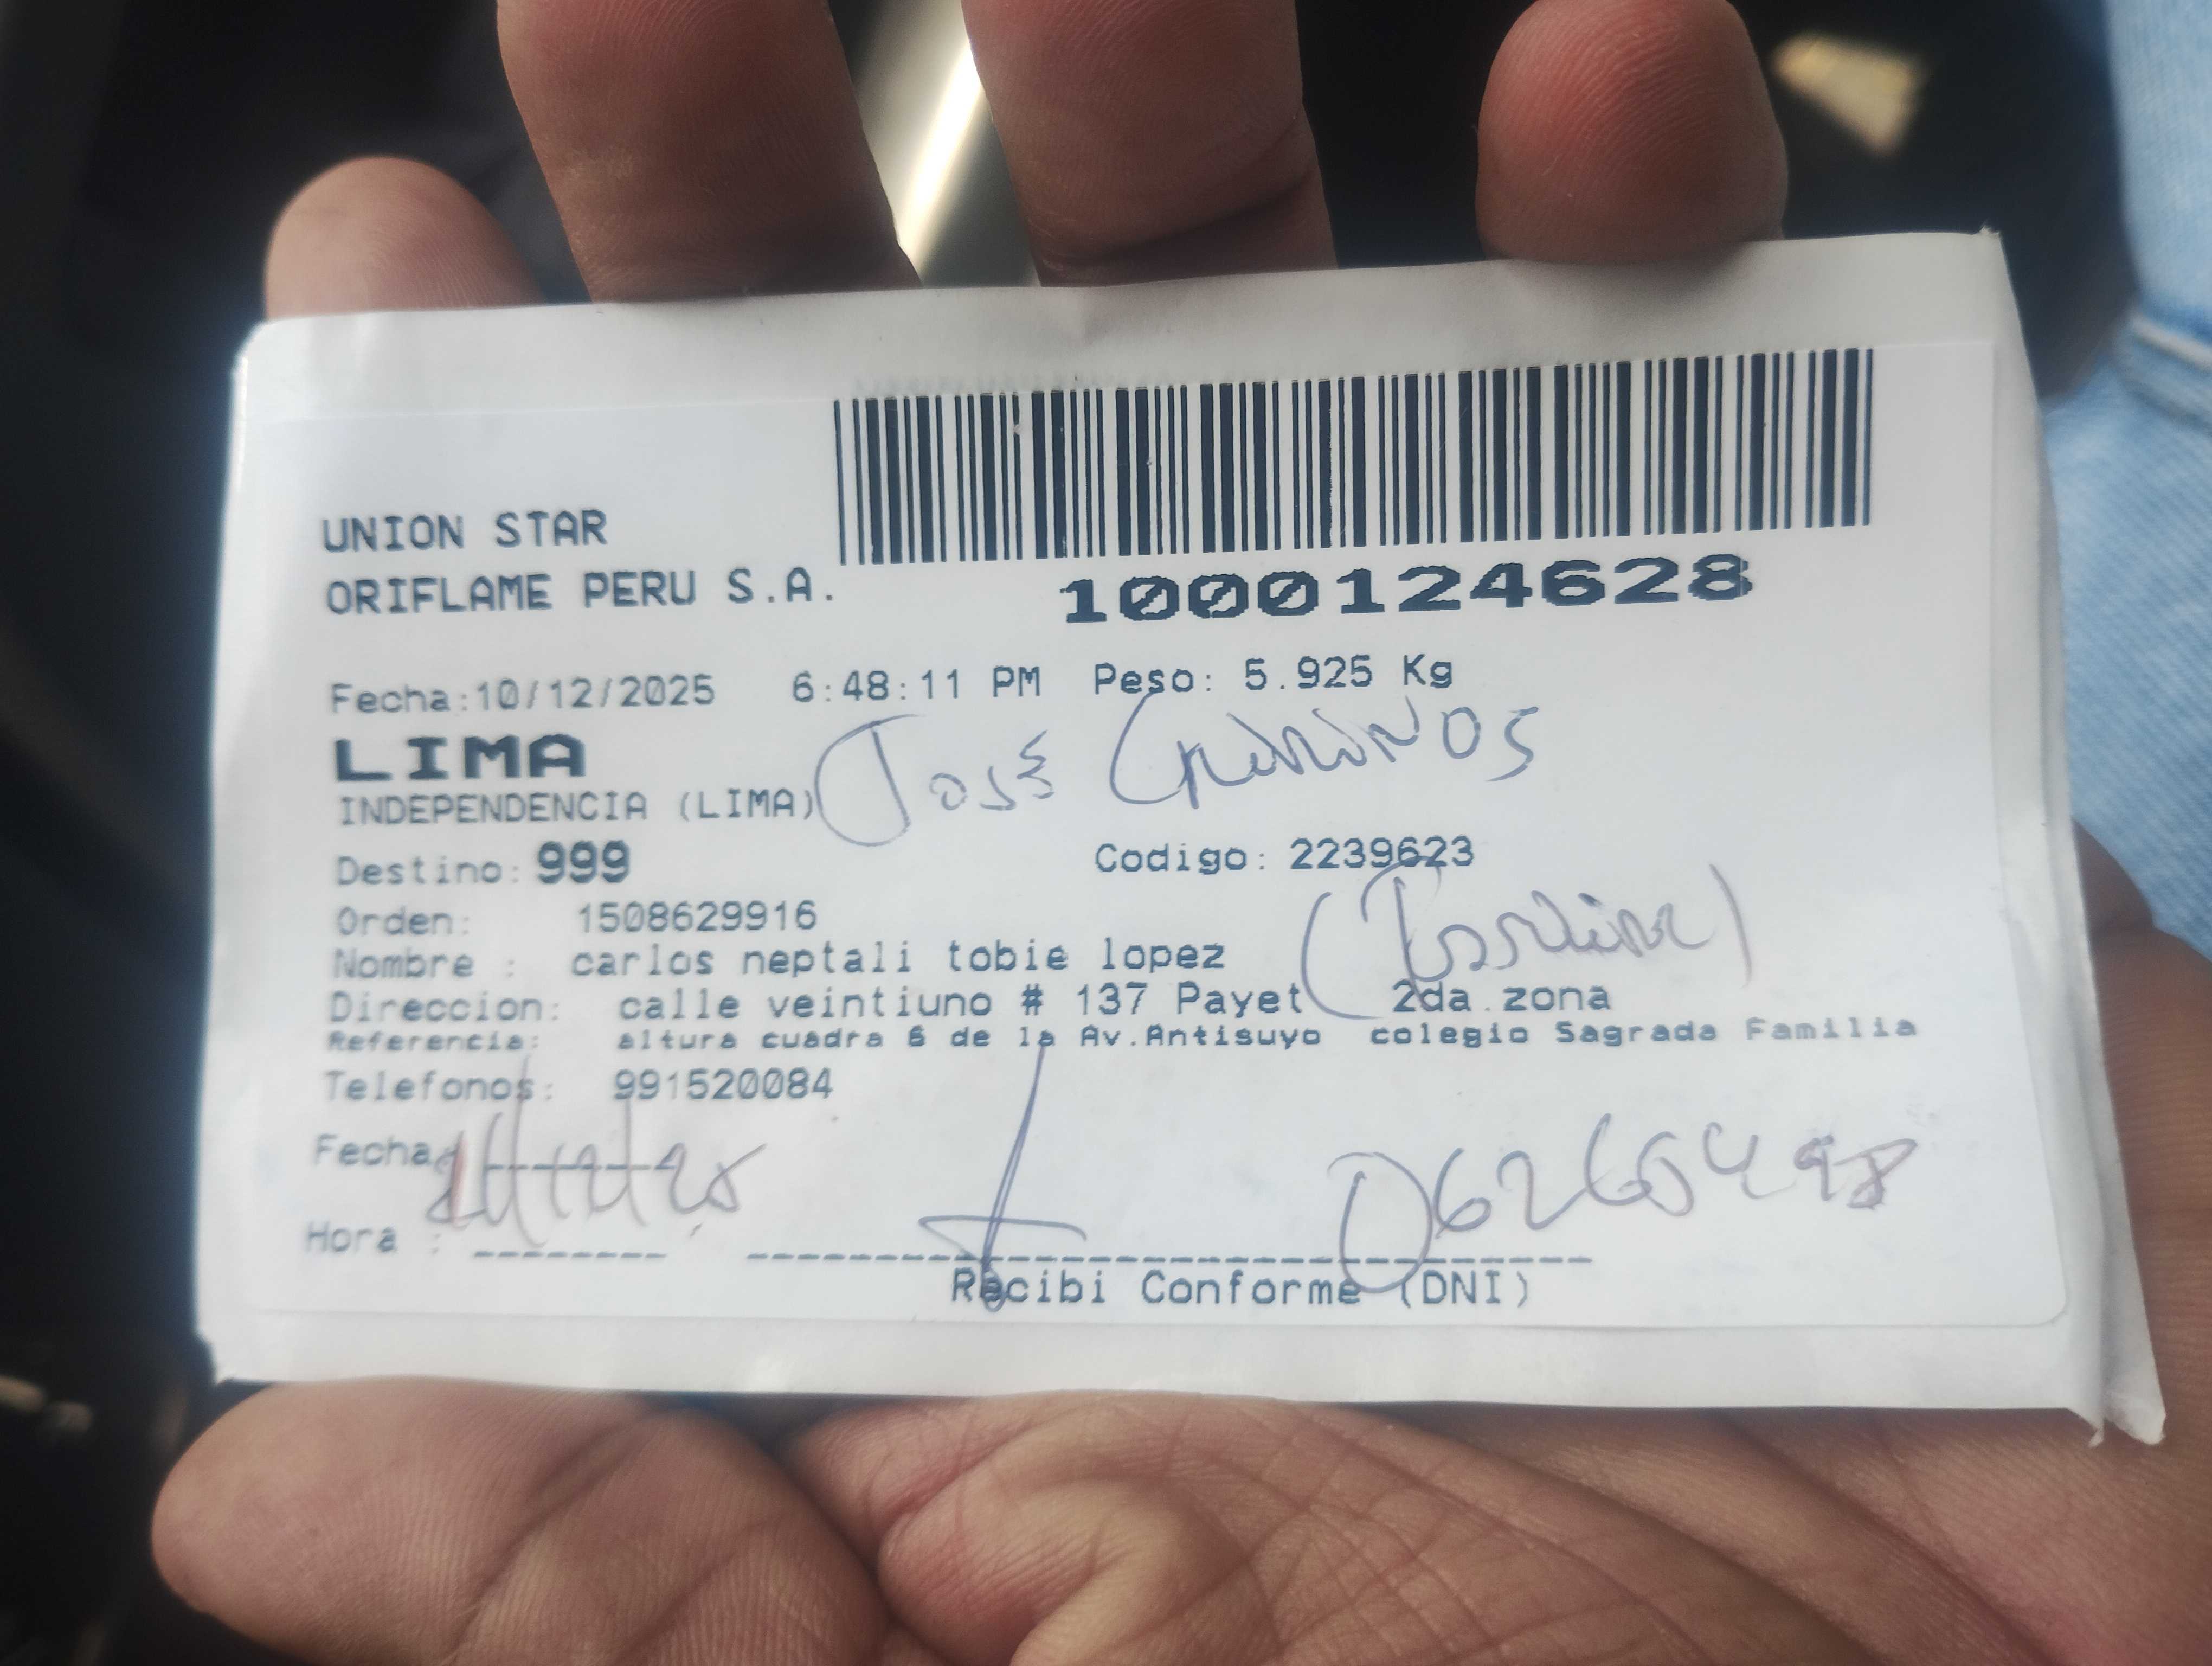 UNION STAR
ORIFLAME PERU S.A.
1000124628
Fecha:10/12/2025 6:48:11 PM Peso: 5.925 Kg
LIMA
INDEPENDENCIA (LIMA)
José
Destino: 999 Codigo: 2239623
Orden: 1508629916
Nombre : carlos neptali tobie lopez
Direccion: calle veintiuno # 137 Payet 2da.zona
Referencia: altura cuadra 6 de la Av.Antisuyo colegio Sagrada Familia
Telefonos: 991520084
Fecha
Hora :
Recibi Conforme (DNI)